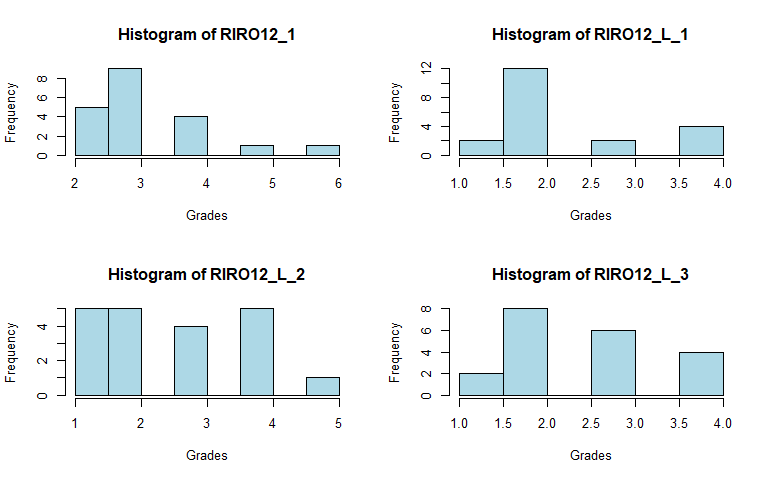 Histogram of RIRO12_1
Frequency
0 2 4 6 8
2 3 4 5 6
Grades
Histogram of RIRO12_L_1
Frequency
0 4 8 12
1.0 1.5 2.0 2.5 3.0 3.5 4.0
Grades
Histogram of RIRO12_L_2
Frequency
0 2 4
1 2 3 4 5
Grades
Histogram of RIRO12_L_3
Frequency
0 2 4 6 8
1.0 1.5 2.0 2.5 3.0 3.5 4.0
Grades